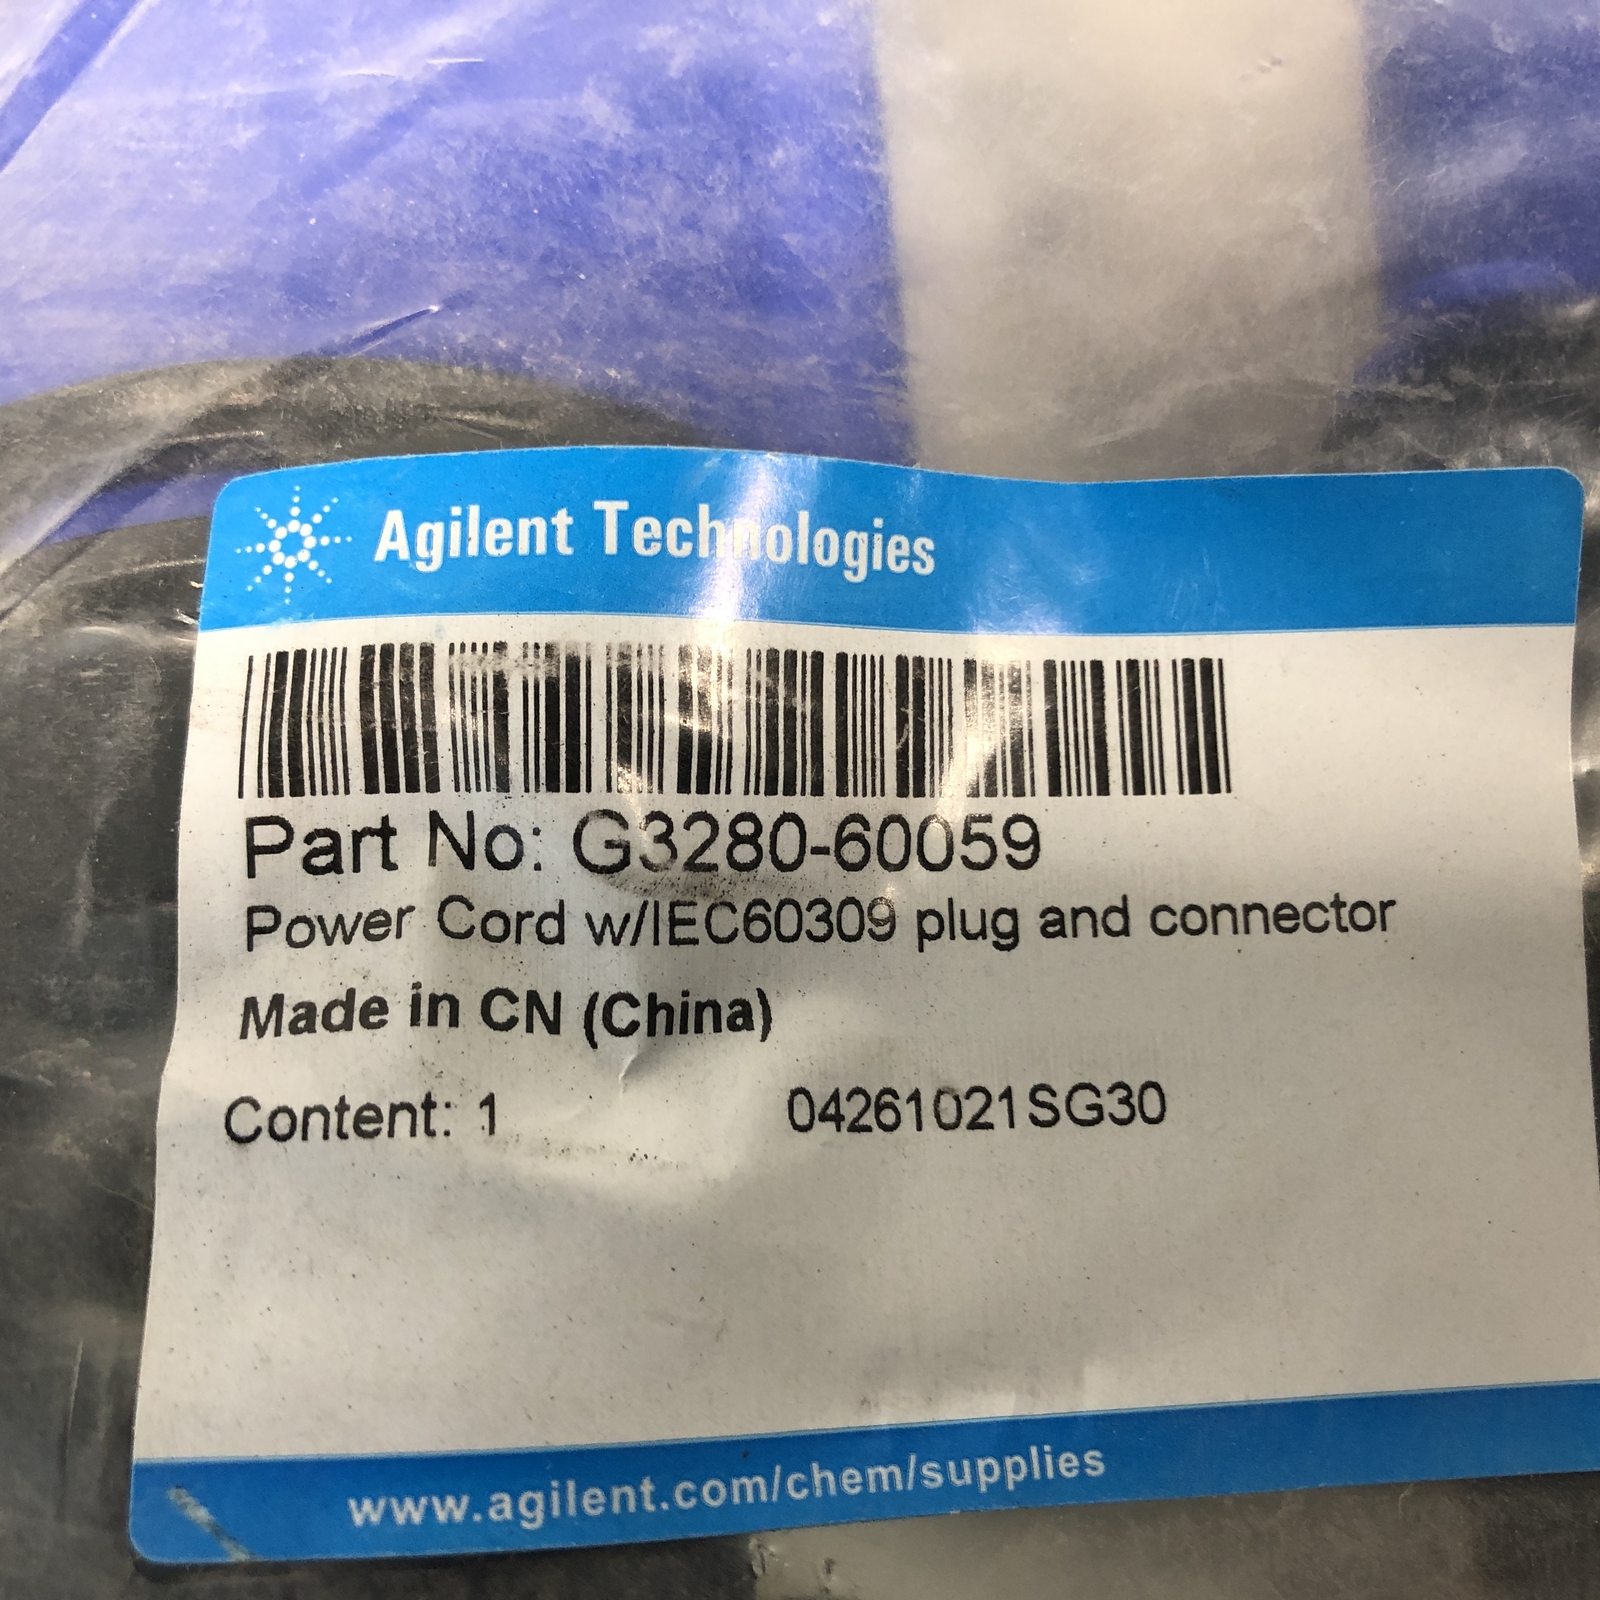 Agilent Technologies
Part No: G3280-60059
Power Cord w/IEC60309 plug and connector
Made in CN (China)
Content: 1 04261021SG30
www.agilent.com/chem/supplies